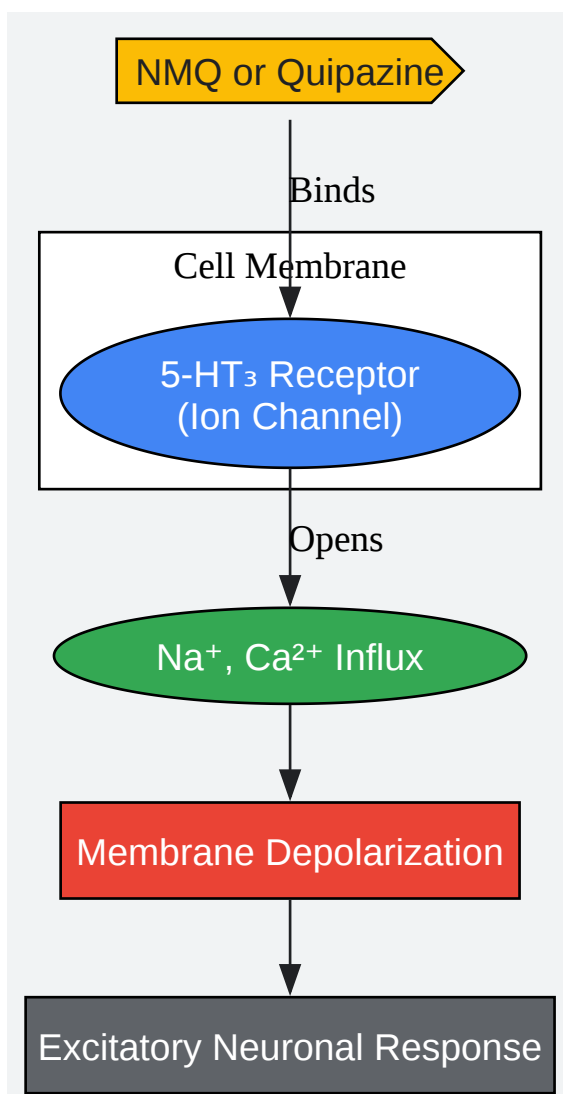 NMQ or Quipazine
Binds
Cell Membrane
5-HT₃ Receptor
(Ion Channel)
Opens
Na⁺, Ca²⁺ Influx
Membrane Depolarization
Excitatory Neuronal Response